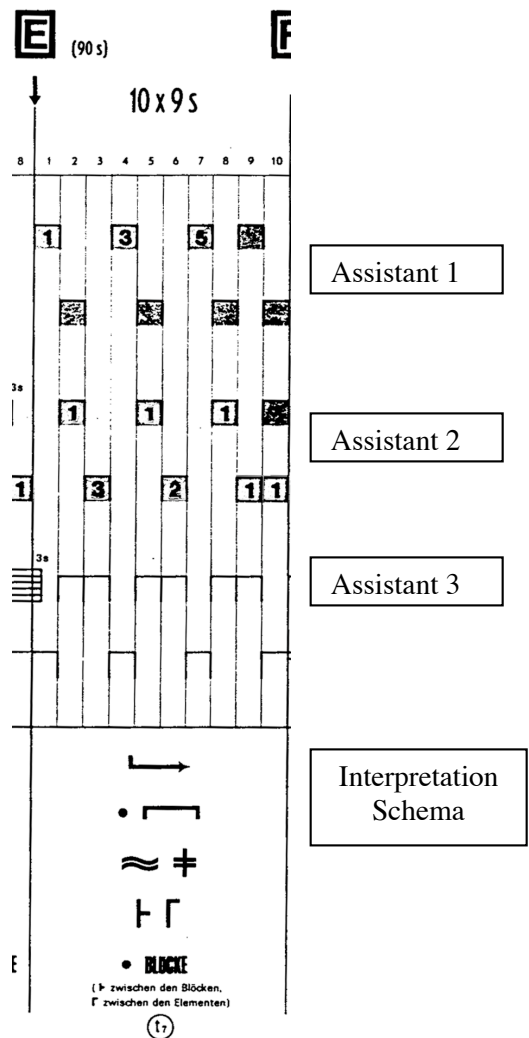 E (90 s) F
10 x 9 s
8 1 2 3 4 5 6 7 8 9 10
1 3 5
Assistant 1
3s
1 1 1
Assistant 2
1 3 2 1 1
3s
Assistant 3
Interpretation
Schema
E • BLÖCKE
( ⊦ zwischen den Blöcken,
Γ zwischen den Elementen)
t₇